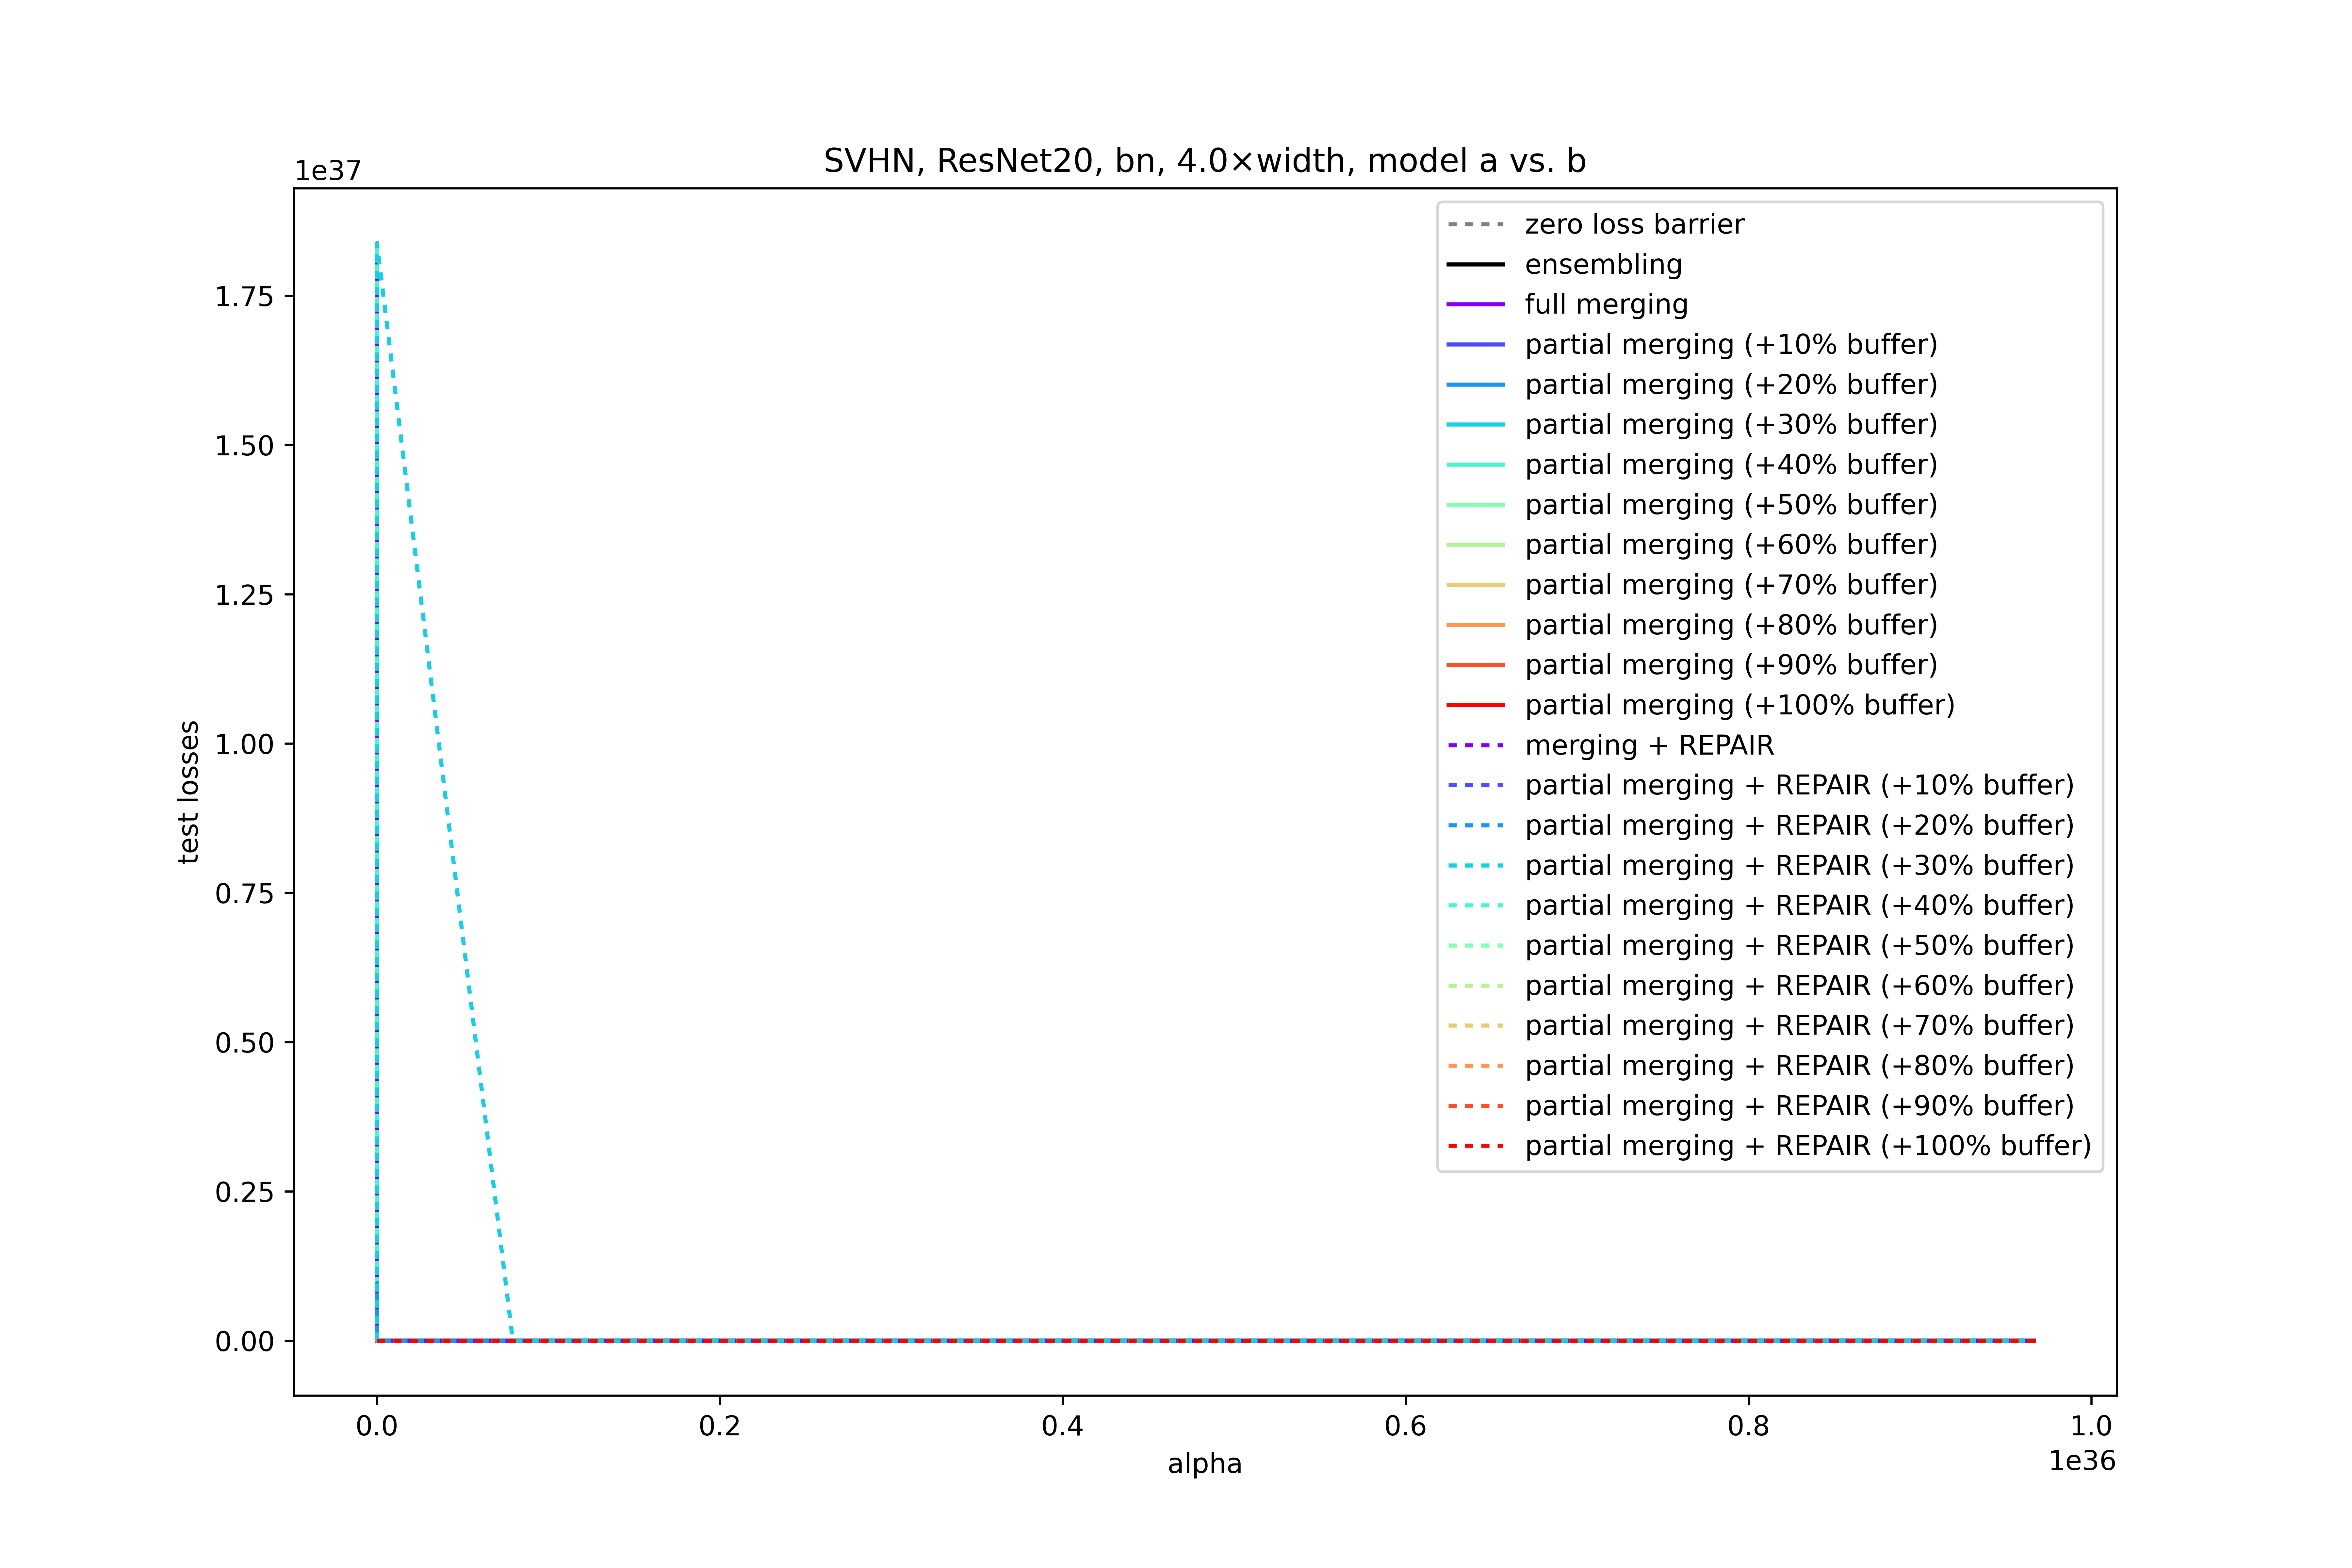 SVHN, ResNet20, bn, 4.0×width, model a vs. b
1e37
1.75
1.50
1.25
1.00
0.75
0.50
0.25
0.00
test losses
zero loss barrier
ensembling
full merging
partial merging (+10% buffer)
partial merging (+20% buffer)
partial merging (+30% buffer)
partial merging (+40% buffer)
partial merging (+50% buffer)
partial merging (+60% buffer)
partial merging (+70% buffer)
partial merging (+80% buffer)
partial merging (+90% buffer)
partial merging (+100% buffer)
merging + REPAIR
partial merging + REPAIR (+10% buffer)
partial merging + REPAIR (+20% buffer)
partial merging + REPAIR (+30% buffer)
partial merging + REPAIR (+40% buffer)
partial merging + REPAIR (+50% buffer)
partial merging + REPAIR (+60% buffer)
partial merging + REPAIR (+70% buffer)
partial merging + REPAIR (+80% buffer)
partial merging + REPAIR (+90% buffer)
partial merging + REPAIR (+100% buffer)
0.0 0.2 0.4 0.6 0.8 1.0
alpha
1e36